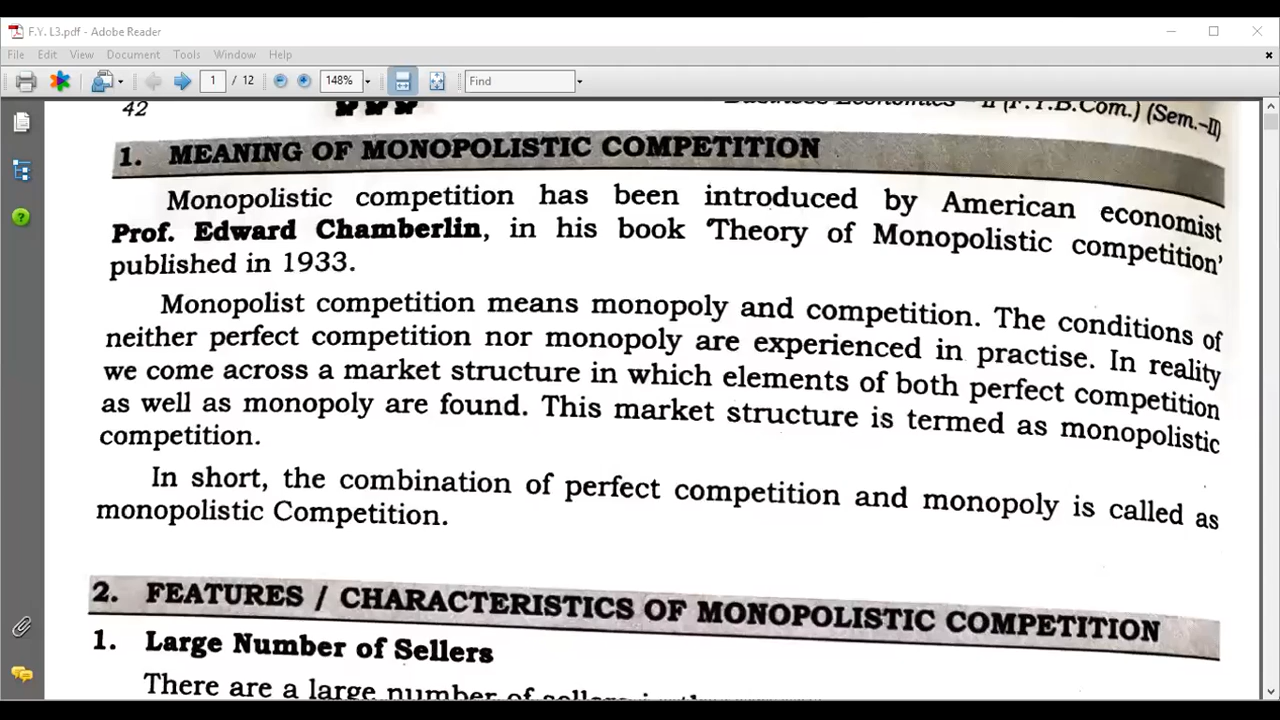 F.Y. L3.pdf - Adobe Reader
File Edit View Document Tools Window Help
1 / 12 148% Find
42 Business Economics - II (F.Y.B.Com.) (Sem.-II)
1. MEANING OF MONOPOLISTIC COMPETITION
Monopolistic competition has been introduced by American economist
Prof. Edward Chamberlin, in his book 'Theory of Monopolistic competition'
published in 1933.
Monopolist competition means monopoly and competition. The conditions of
neither perfect competition nor monopoly are experienced in practise. In reality
we come across a market structure in which elements of both perfect competition
as well as monopoly are found. This market structure is termed as monopolistic
competition.
In short, the combination of perfect competition and monopoly is called as
monopolistic Competition.
2. FEATURES / CHARACTERISTICS OF MONOPOLISTIC COMPETITION
1. Large Number of Sellers
There are a large number of sellers in the